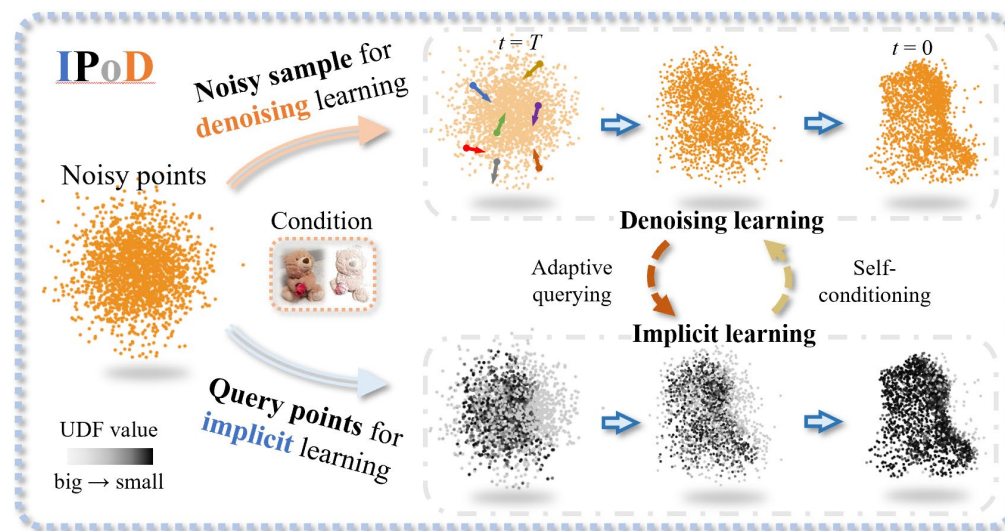 IPoD
Noisy sample for
denoising learning
Noisy points
Condition
Query points for
implicit learning
UDF value
big → small
t = T
t = 0
Denoising learning
Adaptive
querying
Self-
conditioning
Implicit learning